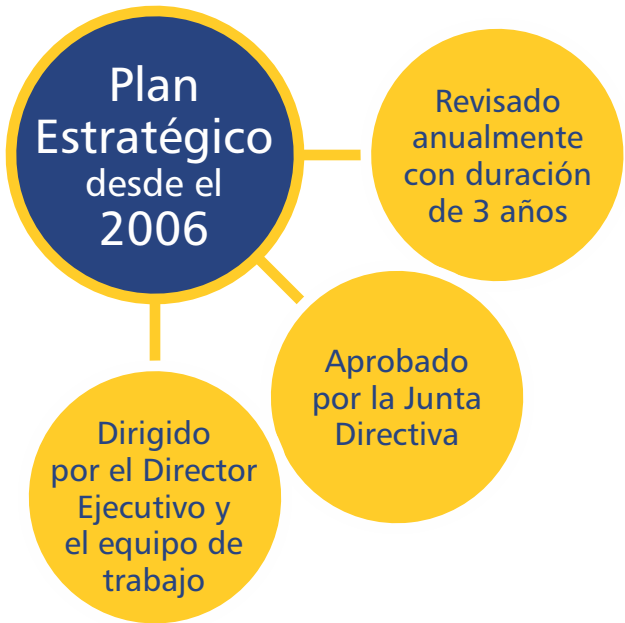 Plan
Estratégico
desde el
2006
Revisado
anualmente
con duración
de 3 años
Aprobado
por la Junta
Directiva
Dirigido
por el Director
Ejecutivo y
el equipo de
trabajo